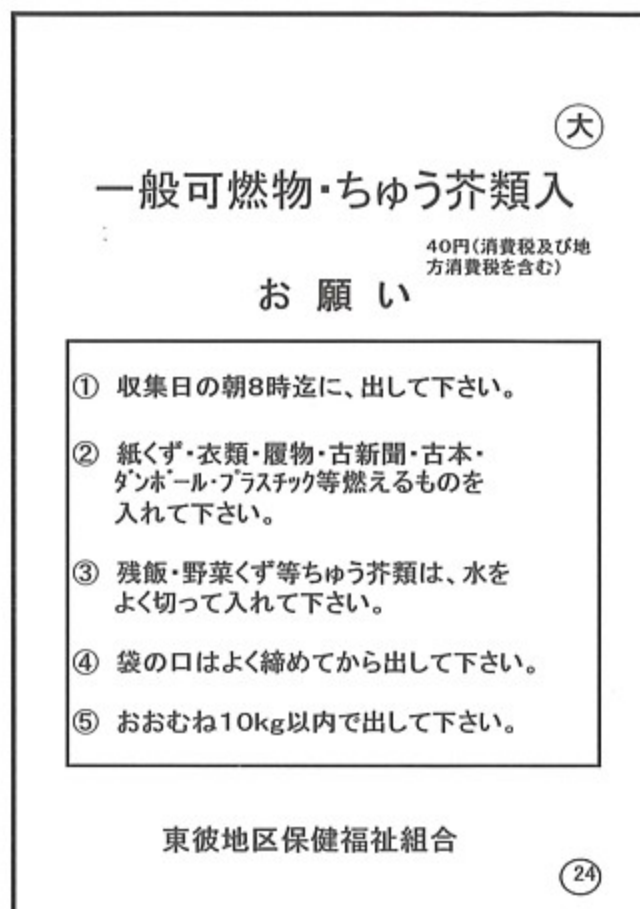 大
一般可燃物・ちゅう芥類入
40円(消費税及び地
方消費税を含む)
お願い
① 収集日の朝8時迄に、出して下さい。
② 紙くず・衣類・履物・古新聞・古本・
ﾀﾞﾝﾎﾞｰﾙ・ﾌﾟﾗｽﾁｯｸ等燃えるものを
入れて下さい。
③ 残飯・野菜くず等ちゅう芥類は、水を
よく切って入れて下さい。
④ 袋の口はよく締めてから出して下さい。
⑤ おおむね10kg以内で出して下さい。
東彼地区保健福祉組合
24